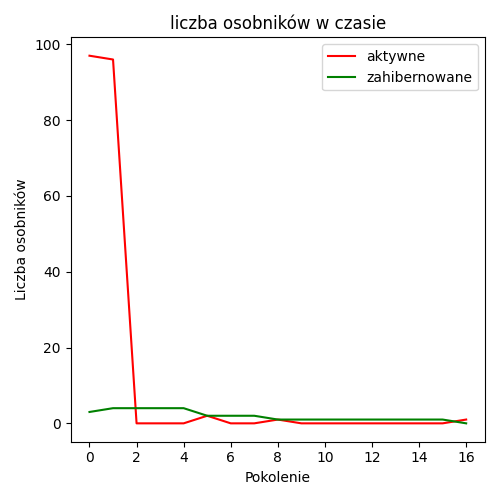 liczba osobników w czasie
aktywne
zahibernowane
Liczba osobników
100
80
60
40
20
0
0 2 4 6 8 10 12 14 16
Pokolenie